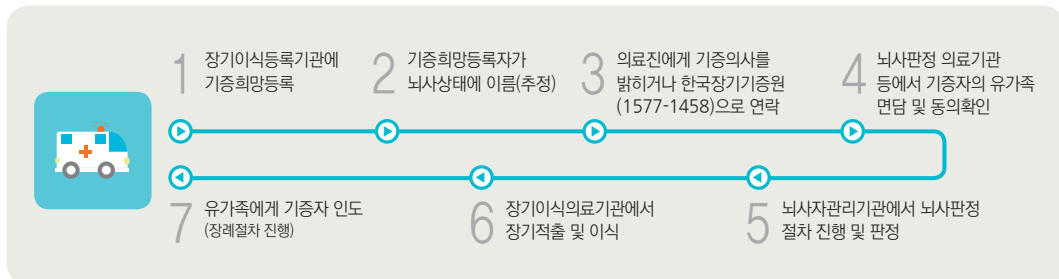 1 장기이식등록기관에
기증희망등록
2 기증희망등록자가
뇌사상태에 이름(추정)
3 의료진에게 기증의사를
밝히거나 한국장기기증원
(1577-1458)으로 연락
4 뇌사판정 의료기관
등에서 기증자의 유가족
면담 및 동의확인
5 뇌사자관리기관에서 뇌사판정
절차 진행 및 판정
6 장기이식의료기관에서
장기적출 및 이식
7 유가족에게 기증자 인도
(장례절차 진행)